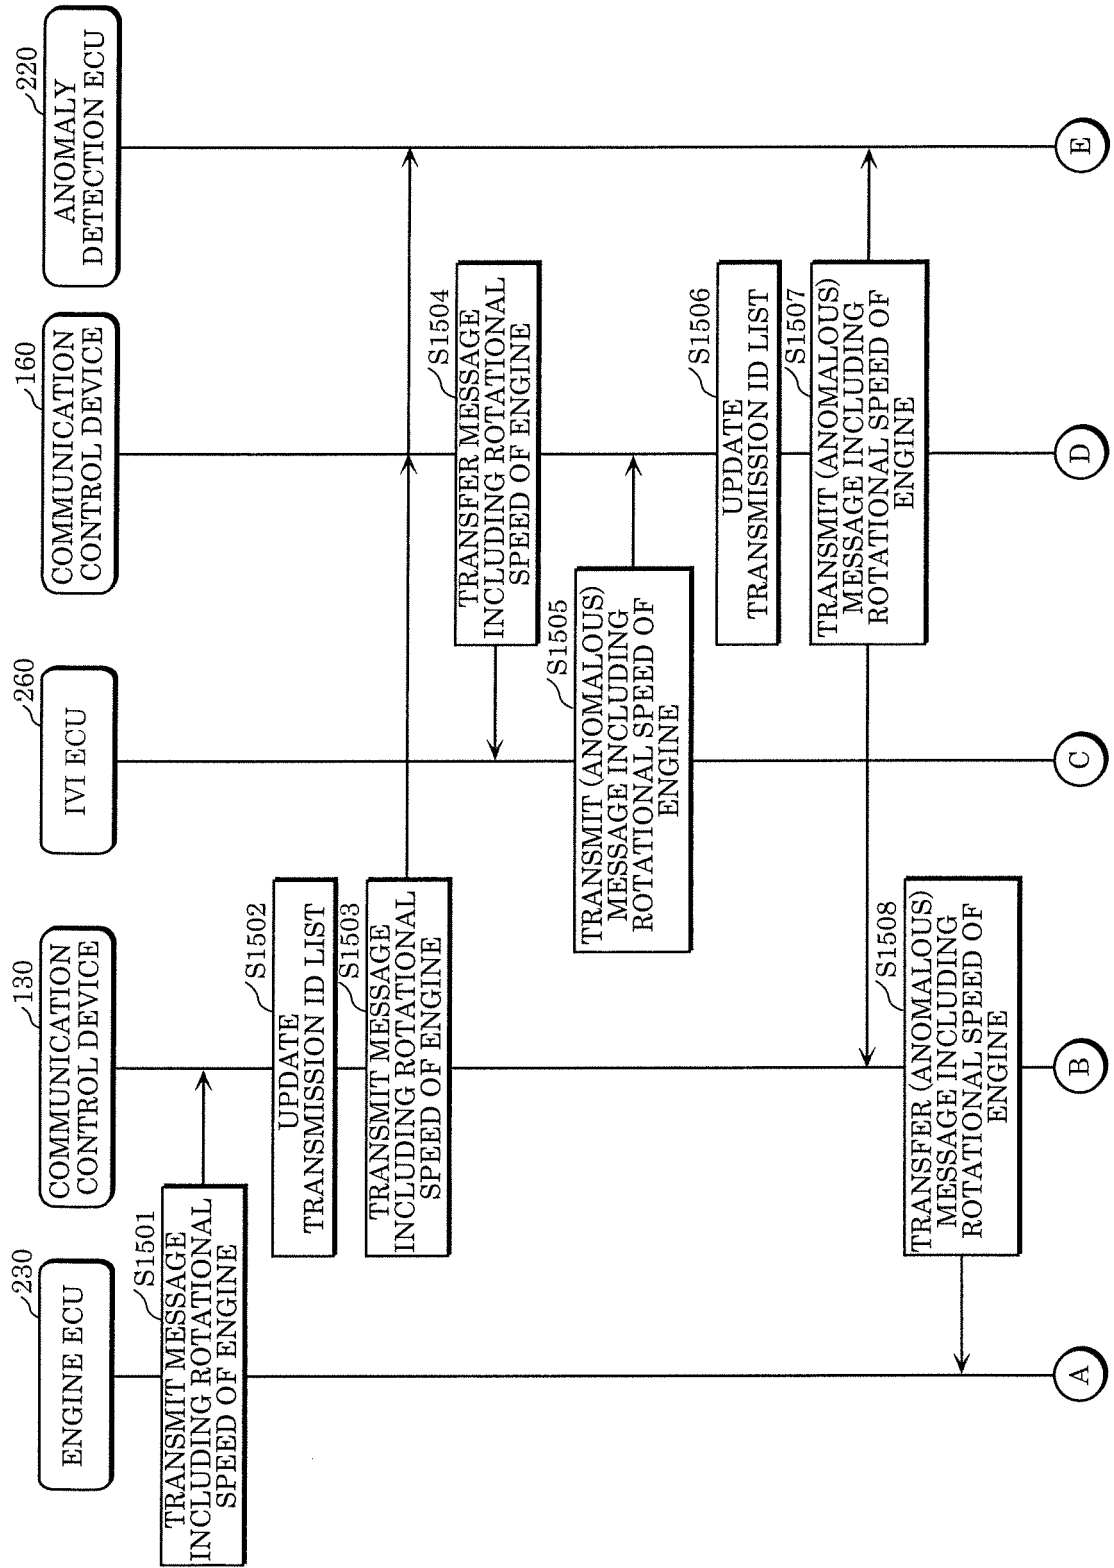 230
ENGINE ECU
130
COMMUNICATION
CONTROL DEVICE
260
IVI ECU
160
COMMUNICATION
CONTROL DEVICE
220
ANOMALY
DETECTION ECU
S1501
TRANSMIT MESSAGE
INCLUDING ROTATIONAL
SPEED OF ENGINE
S1502
UPDATE
TRANSMISSION ID LIST
S1503
TRANSMIT MESSAGE
INCLUDING ROTATIONAL
SPEED OF ENGINE
S1504
TRANSFER MESSAGE
INCLUDING ROTATIONAL
SPEED OF ENGINE
S1505
TRANSMIT (ANOMALOUS)
MESSAGE INCLUDING
ROTATIONAL SPEED OF
ENGINE
S1506
UPDATE
TRANSMISSION ID LIST
S1507
TRANSMIT (ANOMALOUS)
MESSAGE INCLUDING
ROTATIONAL SPEED OF
ENGINE
S1508
TRANSFER (ANOMALOUS)
MESSAGE INCLUDING
ROTATIONAL SPEED OF
ENGINE
A
B
C
D
E